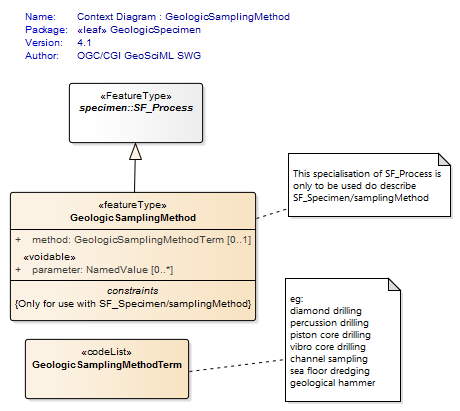 Name: Context Diagram : GeologicSamplingMethod
Package: «leaf» GeologicSpecimen
Version: 4.1
Author: OGC/CGI GeoSciML SWG
«FeatureType»
specimen::SF_Process
This specialisation of SF_Process is
only to be used do describe
SF_Specimen/samplingMethod
«featureType»
GeologicSamplingMethod
+ method: GeologicSamplingMethodTerm [0..1]
«voidable»
+ parameter: NamedValue [0..*]
constraints
{Only for use with SF_Specimen/samplingMethod}
eg:
diamond drilling
percussion drilling
piston core drilling
vibro core drilling
channel sampling
sea floor dredging
geological hammer
«codeList»
GeologicSamplingMethodTerm